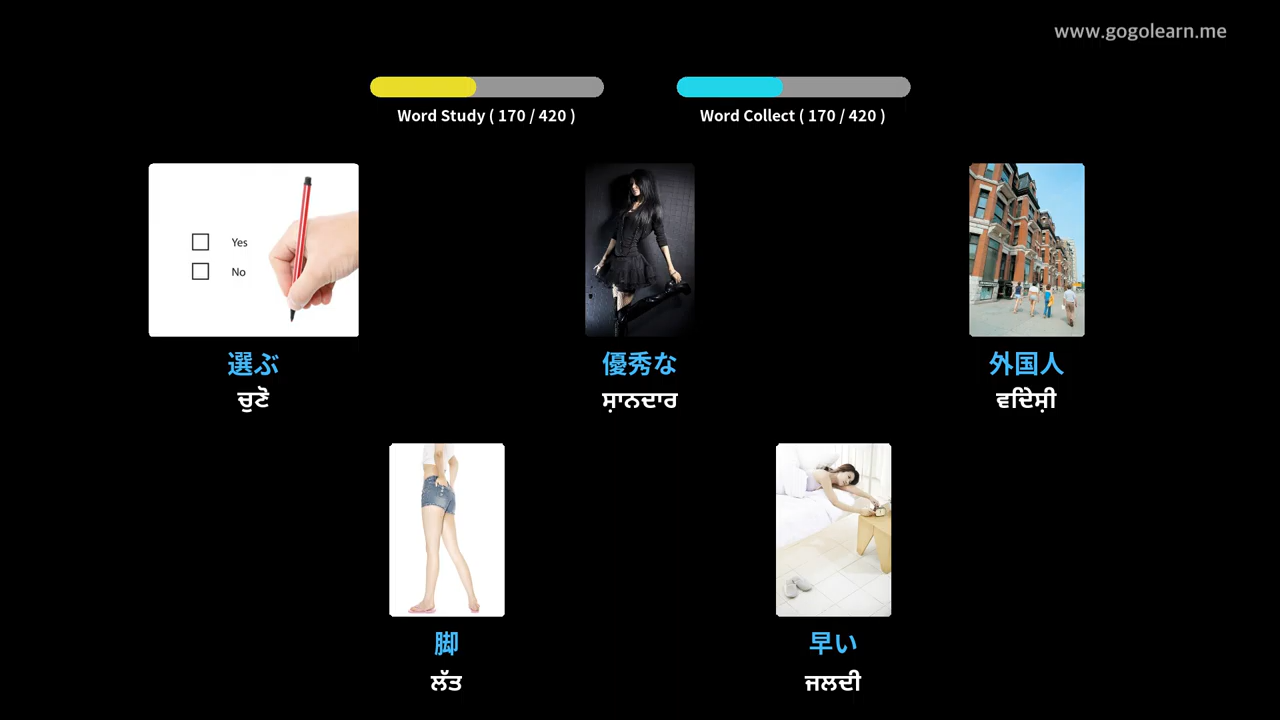 www.gogolearn.me
Word Study ( 170 / 420 )
Word Collect ( 170 / 420 )
Yes
No
選ぶ
優秀な
外国人
ਚੁਣੋ
ਸ਼ਾਨਦਾਰ
ਵਿਦੇਸ਼ੀ
脚
早い
ਲੱਤ
ਜਲਦੀ